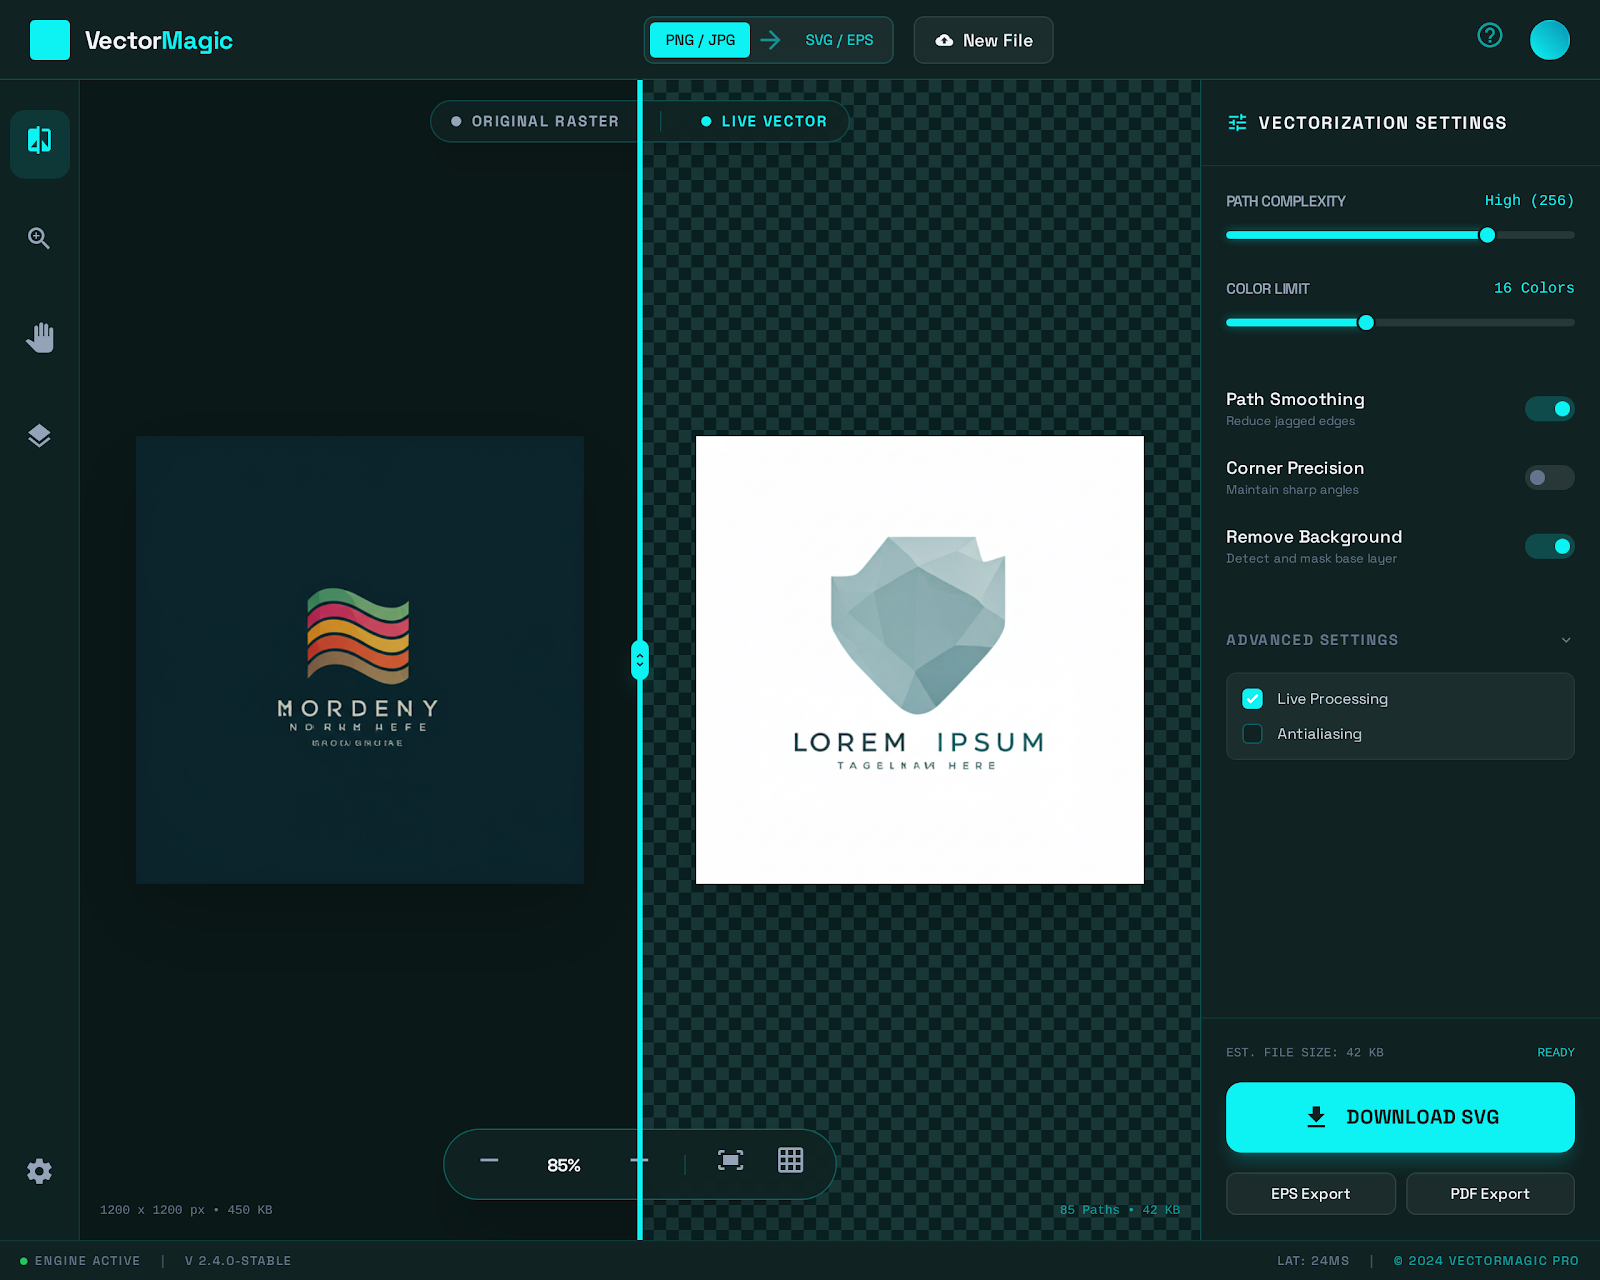 VectorMagic
PNG / JPG
SVG / EPS
New File
ORIGINAL RASTER
LIVE VECTOR
MORDENY
LOREM IPSUM
HERE
1200 x 1200 px • 450 KB
85 Paths • 42 KB
85%
VECTORIZATION SETTINGS
PATH COMPLEXITY
High (256)
COLOR LIMIT
16 Colors
Path Smoothing
Reduce jagged edges
Corner Precision
Maintain sharp angles
Remove Background
Detect and mask base layer
ADVANCED SETTINGS
Live Processing
Antialiasing
EST. FILE SIZE: 42 KB
READY
DOWNLOAD SVG
EPS Export
PDF Export
ENGINE ACTIVE | V 2.4.0-STABLE
LAT: 24MS | © 2024 VECTORMAGIC PRO